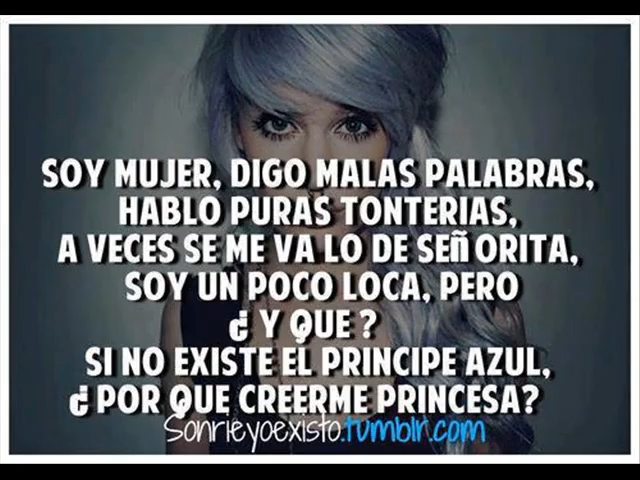 SOY MUJER, DIGO MALAS PALABRAS,
HABLO PURAS TONTERIAS,
A VECES SE ME VA LO DE SEÑORITA,
SOY UN POCO LOCA, PERO
¿ Y QUE ?
SI NO EXISTE EL PRINCIPE AZUL,
¿ POR QUE CREERME PRINCESA?
Sonrieyoexisto.tumblr.com